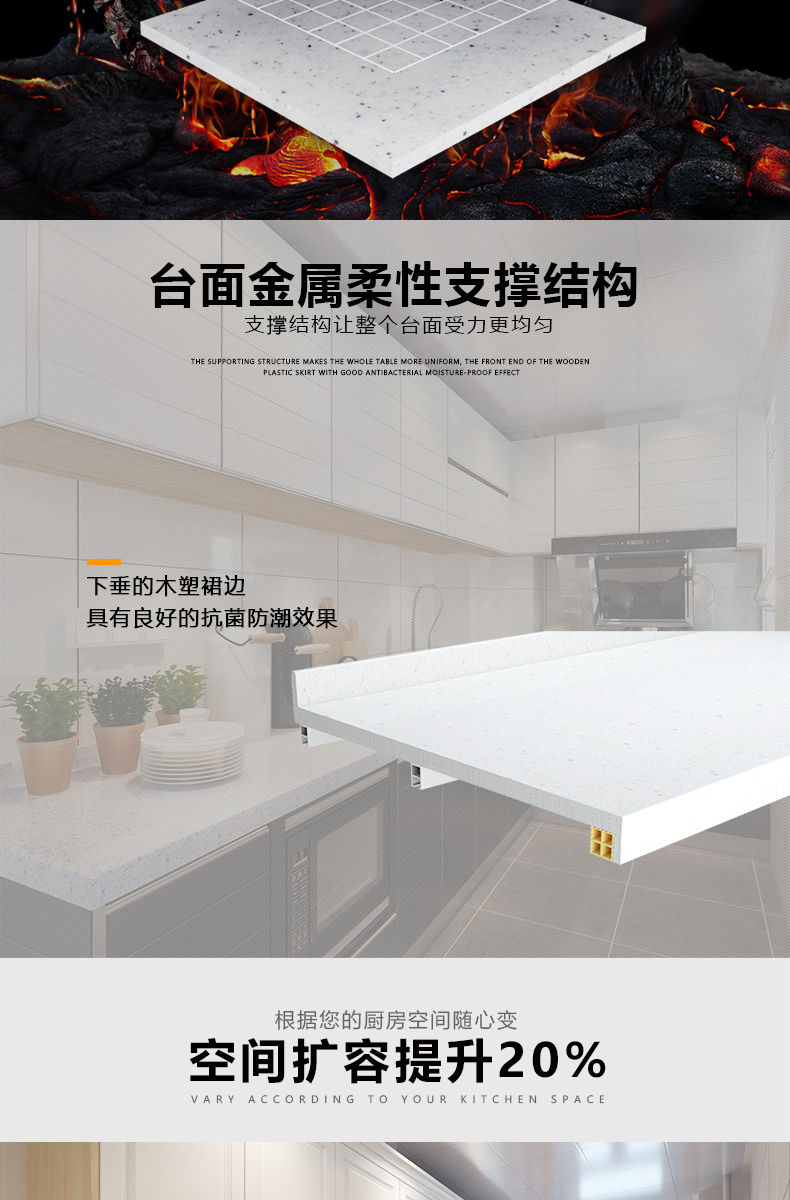 台面金属柔性支撑结构
支撑结构让整个台面受力更均匀
THE SUPPORTING STRUCTURE MAKES THE WHOLE TABLE MORE UNIFORM, THE FRONT END OF THE WOODEN
PLASTIC SKIRT WITH GOOD ANTIBACTERIAL MOISTURE-PROOF EFFECT
下垂的木塑裙边
具有良好的抗菌防潮效果
根据您的厨房空间随心变
空间扩容提升20%
VARY ACCORDING TO YOUR KITCHEN SPACE